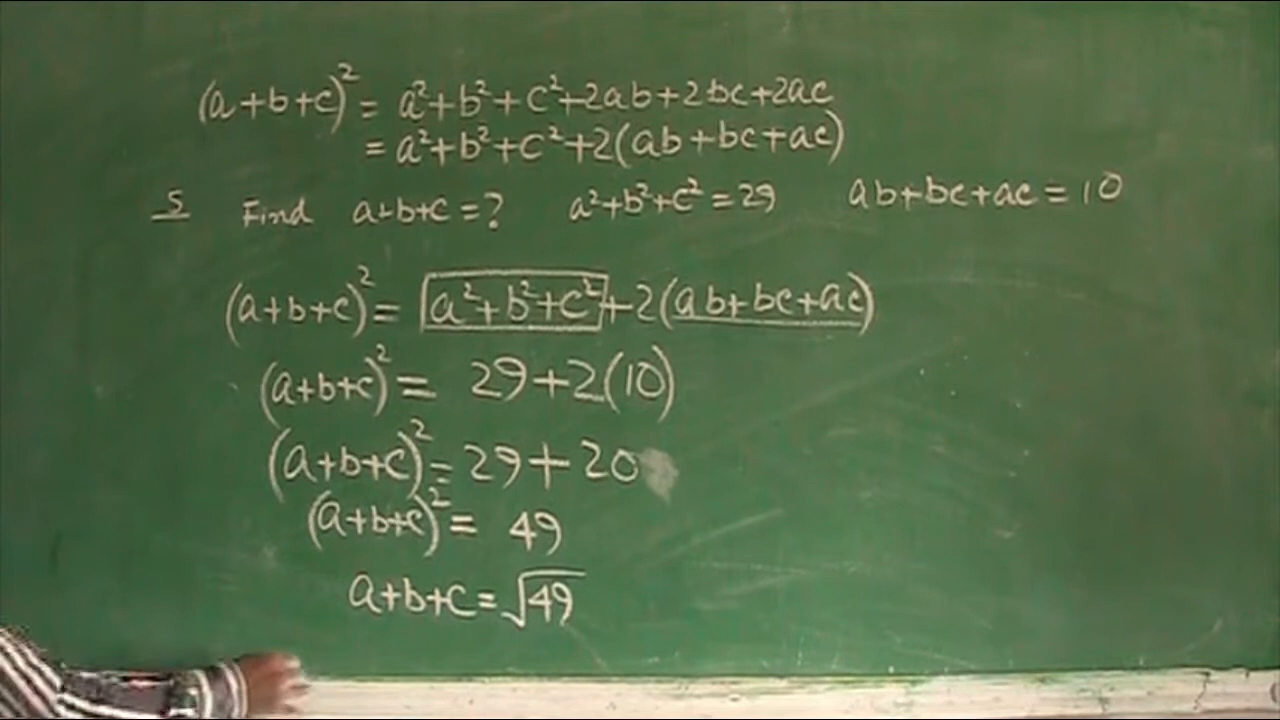 (a+b+c)² = a²+b²+c²+2ab+2bc+2ac
= a²+b²+c²+2(ab+bc+ac)
5 Find a+b+c=? a²+b²+c²=29 ab+bc+ac=10
(a+b+c)² = a²+b²+c²+2(ab+bc+ac)
(a+b+c)² = 29+2(10)
(a+b+c)² = 29+20
(a+b+c)² = 49
a+b+c=√49